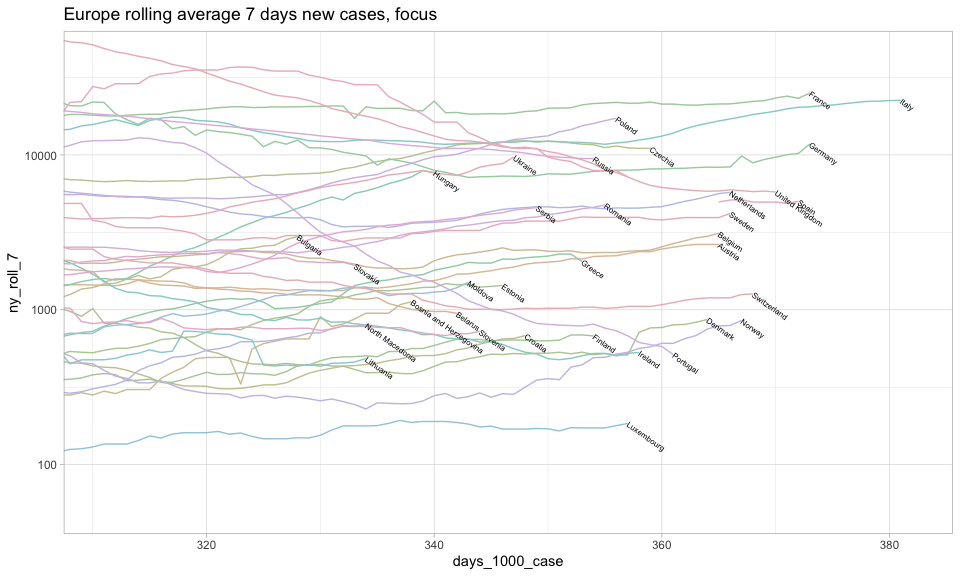 Europe rolling average 7 days new cases, focus
ny_roll_7
10000
1000
100
France
Italy
Poland
Czechia
Germany
Ukraine
Russia
Hungary
Netherlands
United Kingdom
Spain
Serbia
Romania
Sweden
Bulgaria
Belgium
Austria
Slovakia
Greece
Moldova
Estonia
Switzerland
Bosnia and Herzegovina
Belarus
Slovenia
North Macedonia
Croatia
Finland
Denmark
Norway
Lithuania
Ireland
Portugal
Luxembourg
320
340
360
380
days_1000_case